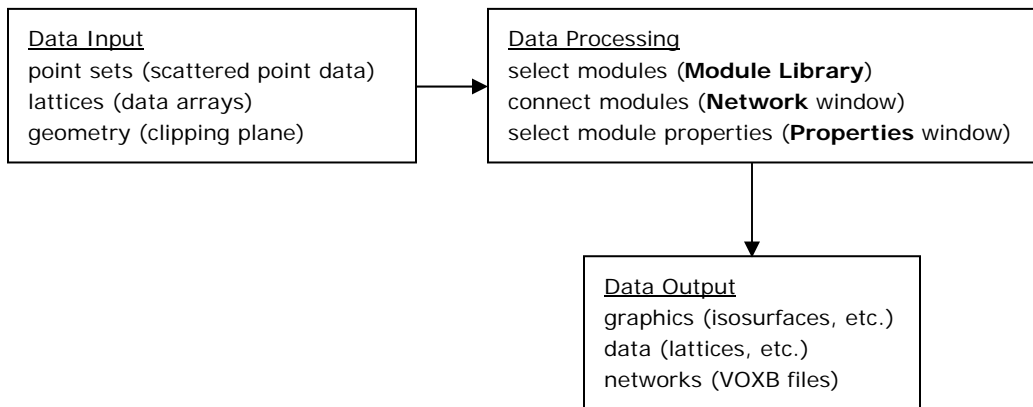 Data Input
point sets (scattered point data)
lattices (data arrays)
geometry (clipping plane)
Data Processing
select modules (Module Library)
connect modules (Network window)
select module properties (Properties window)
Data Output
graphics (isosurfaces, etc.)
data (lattices, etc.)
networks (VOXB files)